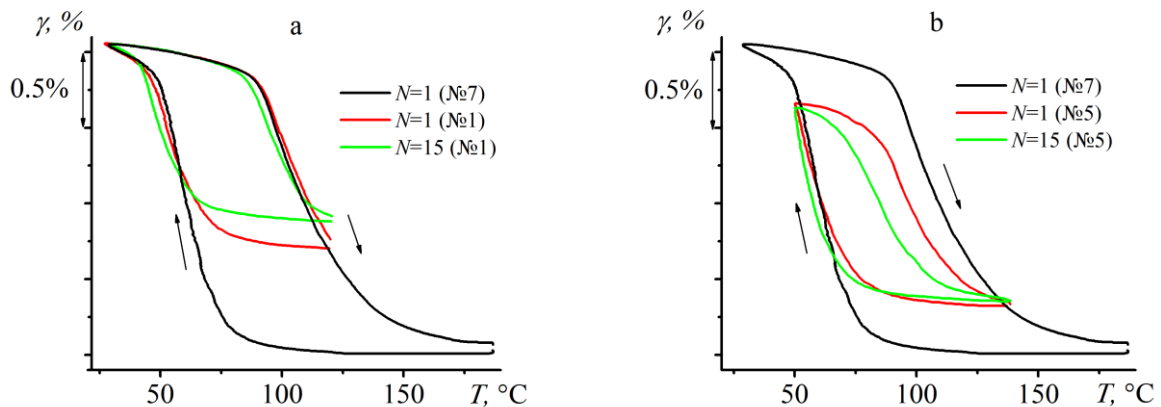 γ, %
a
0.5%
N=1 (№7)
N=1 (№1)
N=15 (№1)
50
100
150
T, °C
γ, %
b
0.5%
N=1 (№7)
N=1 (№5)
N=15 (№5)
50
100
150
T, °C